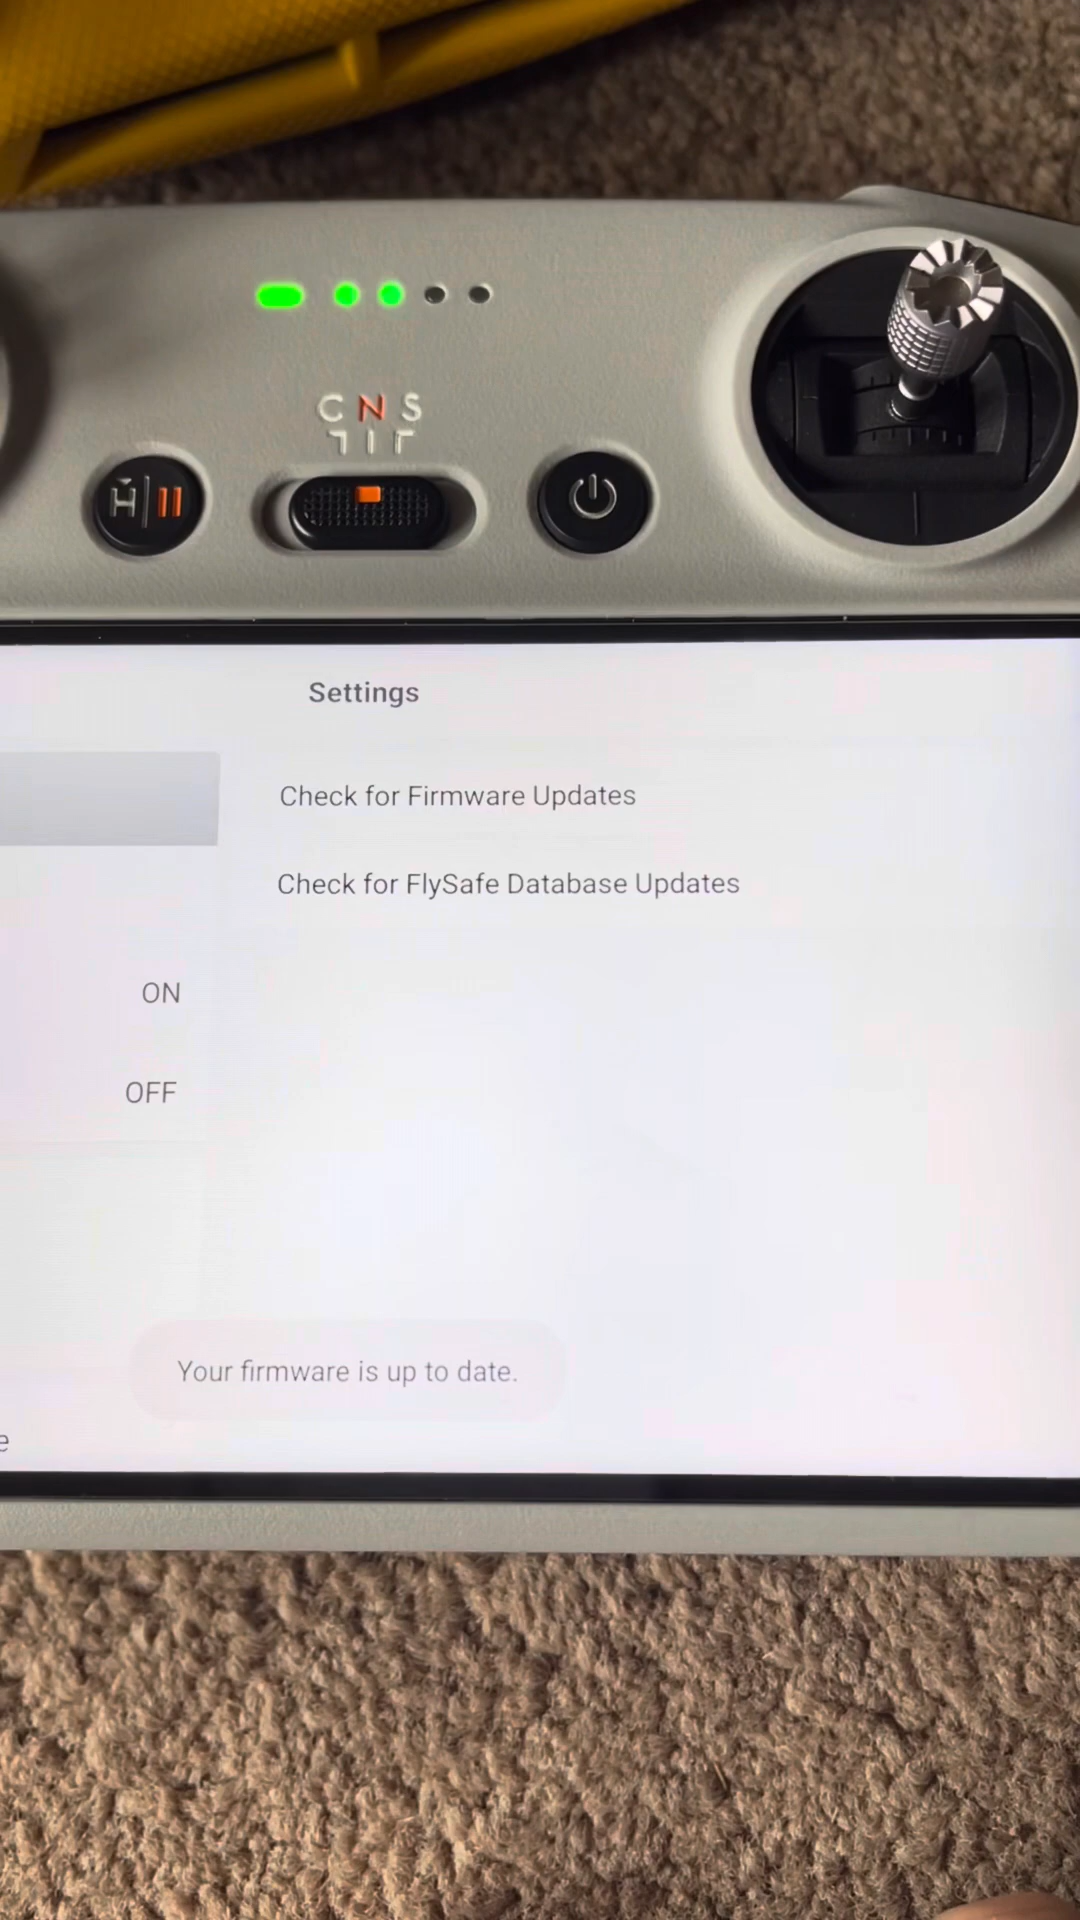 C N S
H
Settings
Check for Firmware Updates
Check for FlySafe Database Updates
ON
OFF
Your firmware is up to date.
e